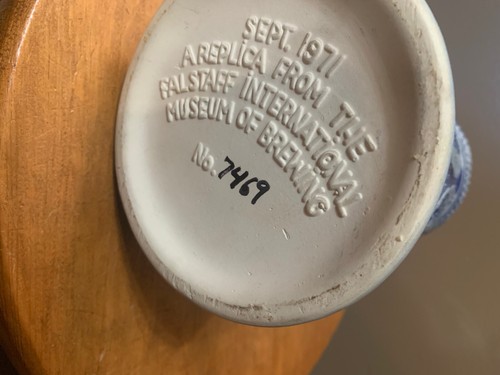 SEPT. 1971
A REPLICA FROM THE
FALSTAFF INTERNATIONAL
MUSEUM OF BREWING
No. 7469